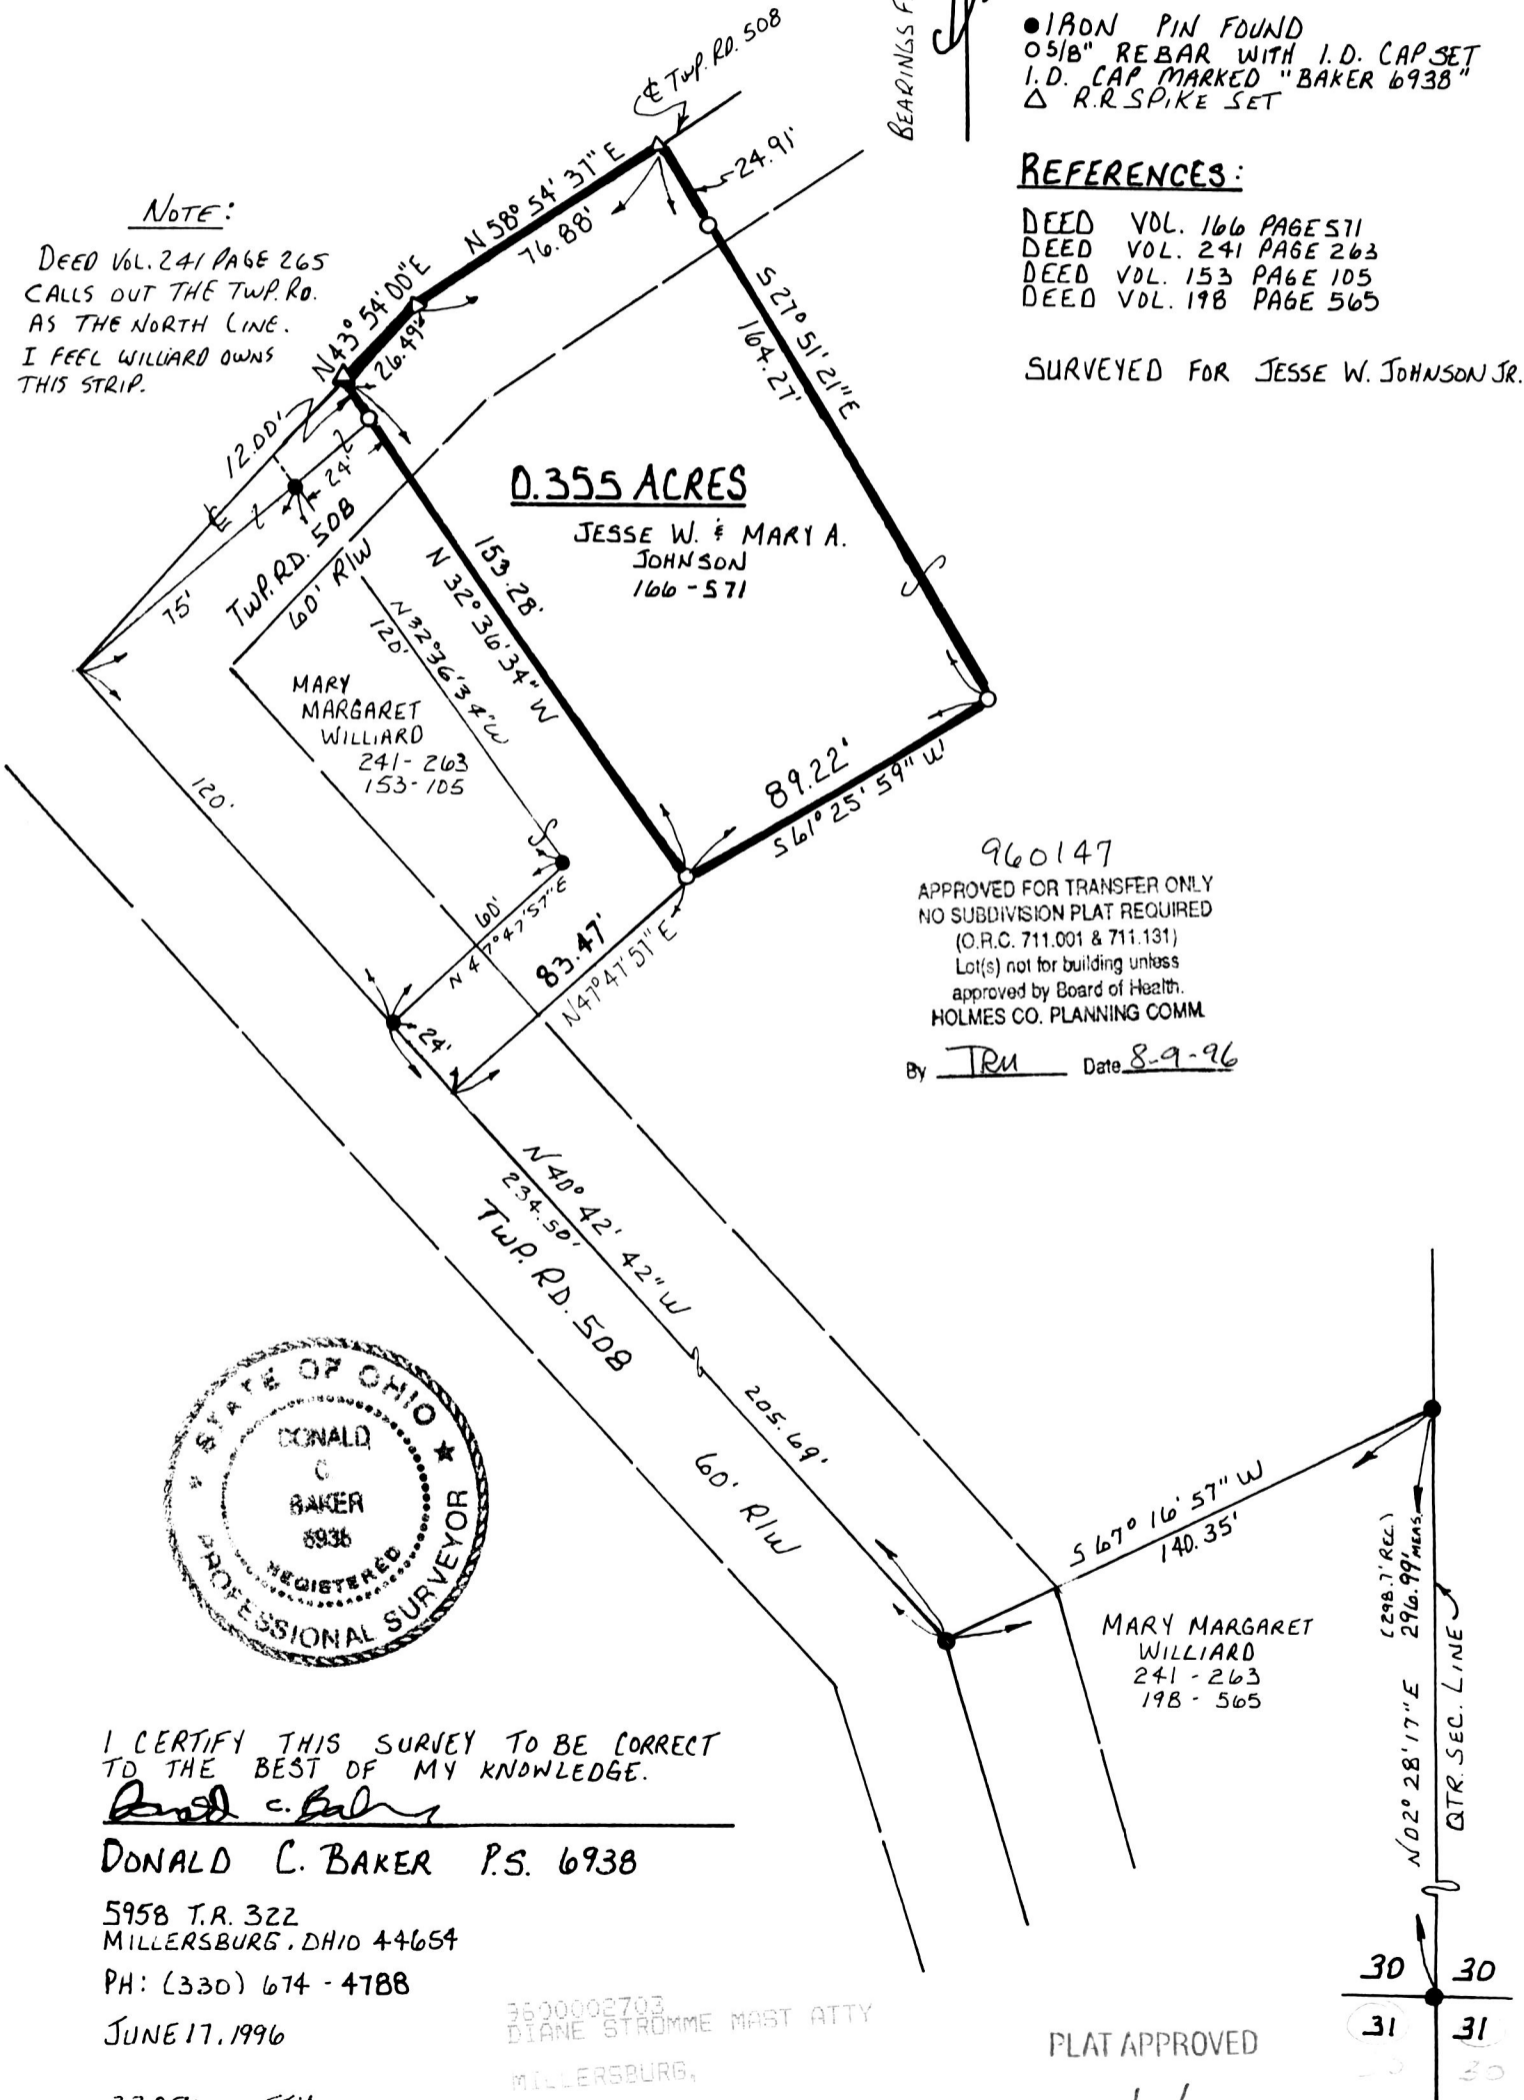 BEARINGS F
● IRON PIN FOUND
○ 5/8" REBAR WITH I.D. CAP SET
I.D. CAP MARKED "BAKER 6938"
△ R.R SPIKE SET
REFERENCES:
DEED VOL. 166 PAGE 571
DEED VOL. 241 PAGE 263
DEED VOL. 153 PAGE 105
DEED VOL. 198 PAGE 565
SURVEYED FOR JESSE W. JOHNSON JR.
NOTE:
DEED VOL. 241 PAGE 265
CALLS OUT THE TWP. RD.
AS THE NORTH LINE.
I FEEL WILLIARD OWNS
THIS STRIP.
℄ TWP. RD. 508
N 58° 54' 37" E
76.88'
24.91'
N 43° 54' 00" E
26.49'
S 27° 51' 21" E
164.27'
12.00'
24'
℄
75'
TWP. RD. 508
60' R/W
0.355 ACRES
JESSE W. & MARY A.
JOHNSON
166-571
153.28'
N 32° 36' 34" W
N 32° 36' 34" W
120'
MARY
MARGARET
WILLIARD
241-263
153-105
120'
89.22'
S 61° 25' 59" W
60'
N 47° 47' 57" E
83.47'
N 47° 47' 57" E
24'
960147
APPROVED FOR TRANSFER ONLY
NO SUBDIVISION PLAT REQUIRED
(O.R.C. 711.001 & 711.131)
Lot(s) not for building unless
approved by Board of Health.
HOLMES CO. PLANNING COMM.
By Date 8-9-96
N 40° 42' 42" W
234.50'
TWP. RD. 508
205.69'
60' R/W
S 67° 16' 57" W
140.35'
MARY MARGARET
WILLIARD
241-263
198-565
(298.7' REC.)
296.99' MEAS.
N 02° 28' 17" E
QTR. SEC. LINE
30 30
31 31
30
STATE OF OHIO
DONALD
C
BAKER
6938
REGISTERED
PROFESSIONAL SURVEYOR
I CERTIFY THIS SURVEY TO BE CORRECT
TO THE BEST OF MY KNOWLEDGE.
Donald C. Baker
DONALD C. BAKER P.S. 6938
5958 T.R. 322
MILLERSBURG, OHIO 44654
PH: (330) 674-4788
JUNE 17, 1996
9600002703
DIANE STROMME MAST ATTY
MILLERSBURG,
PLAT APPROVED